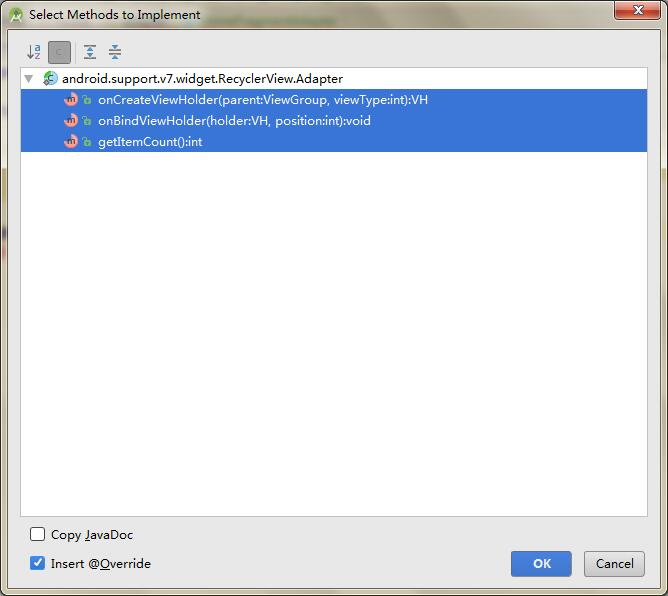 Select Methods to Implement
android.support.v7.widget.RecyclerView.Adapter
onCreateViewHolder(parent:ViewGroup, viewType:int):VH
onBindViewHolder(holder:VH, position:int):void
getItemCount():int
Copy JavaDoc
Insert @Override
OK
Cancel